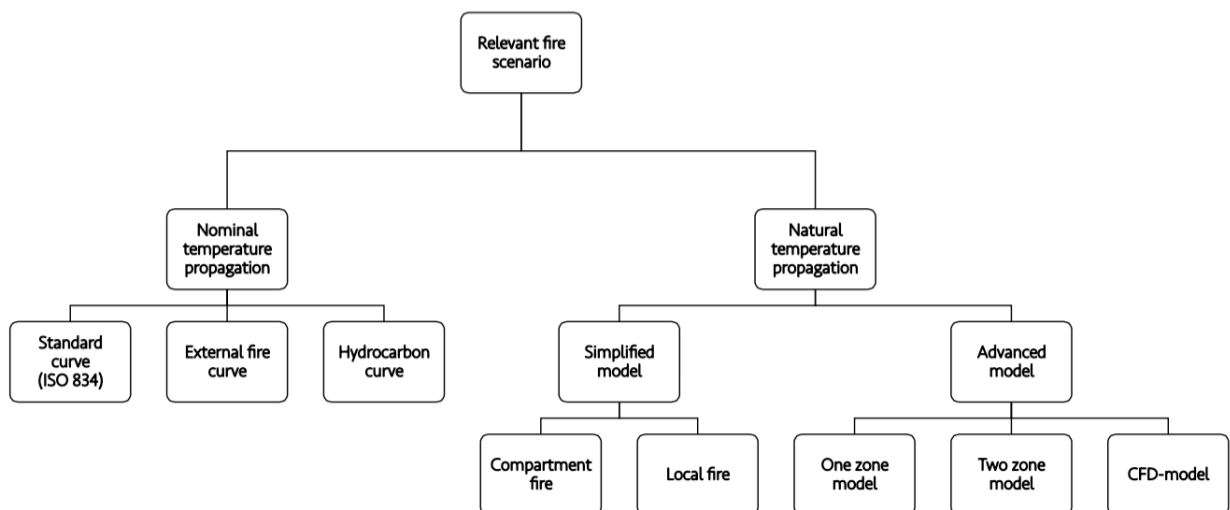 Relevant fire
scenario
Nominal
temperature
propagation
Natural
temperature
propagation
Standard
curve
(ISO 834)
External fire
curve
Hydrocarbon
curve
Simplified
model
Advanced
model
Compartment
fire
Local fire
One zone
model
Two zone
model
CFD-model